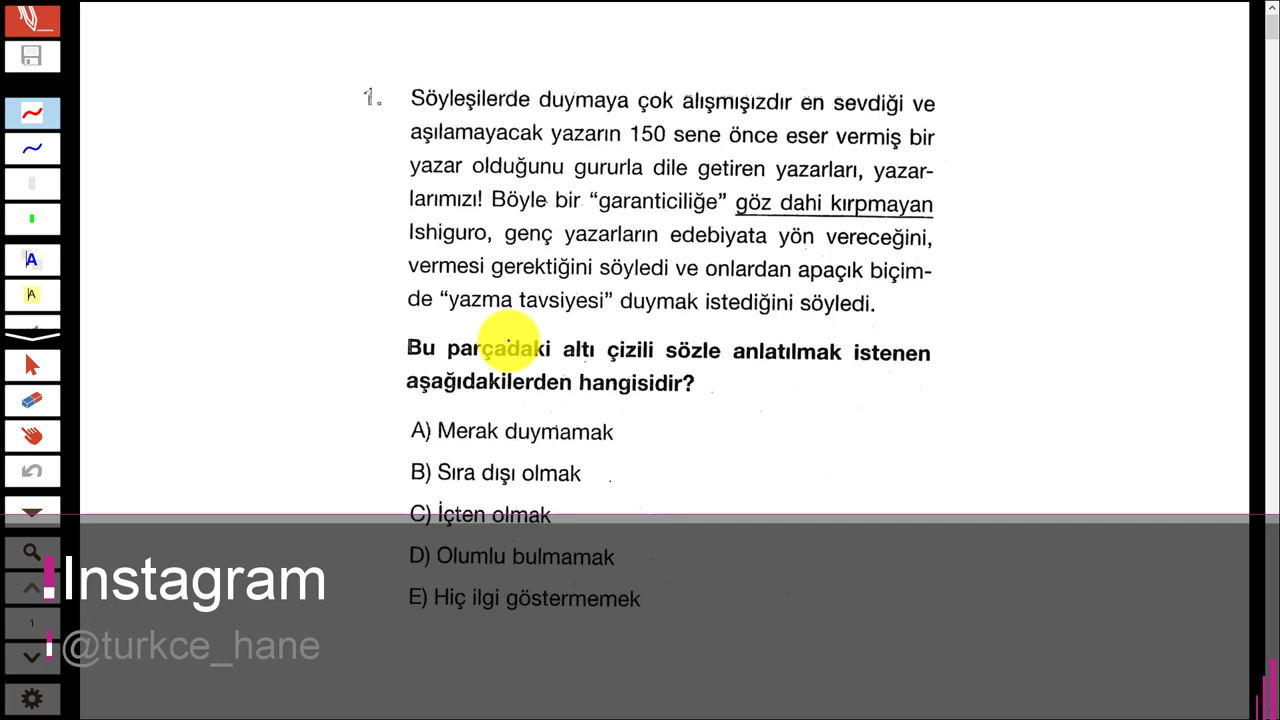 1. Söyleşilerde duymaya çok alışmışızdır en sevdiği ve
aşılamayacak yazarın 150 sene önce eser vermiş bir
yazar olduğunu gururla dile getiren yazarları, yazar-
larımızı! Böyle bir “garanticiliğe” göz dahi kırpmayan
Ishiguro, genç yazarların edebiyata yön vereceğini,
vermesi gerektiğini söyledi ve onlardan apaçık biçim-
de “yazma tavsiyesi” duymak istediğini söyledi.
Bu parçadaki altı çizili sözle anlatılmak istenen
aşağıdakilerden hangisidir?
A) Merak duymamak
B) Sıra dışı olmak
C) İçten olmak
D) Olumlu bulmamak
E) Hiç ilgi göstermemek
Instagram
@turkce_hane
A
A
1